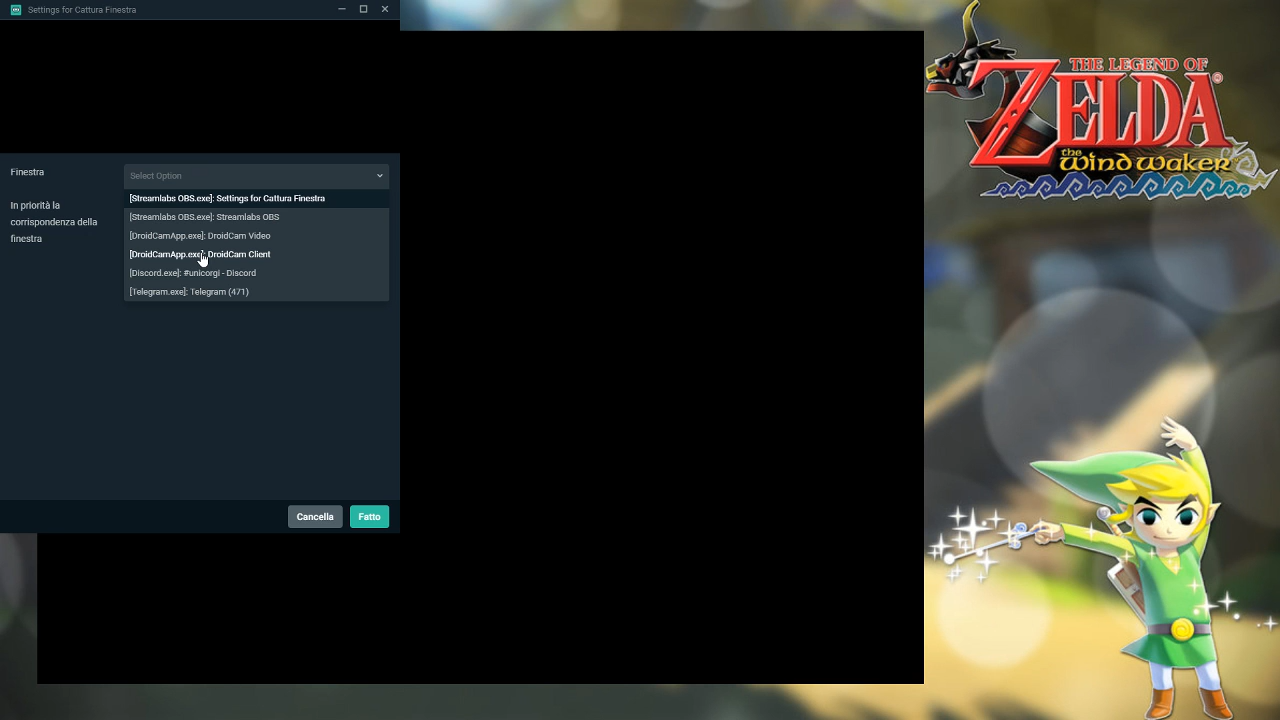 Settings for Cattura Finestra
Finestra
Select Option
[Streamlabs OBS.exe]: Settings for Cattura Finestra
[Streamlabs OBS.exe]: Streamlabs OBS
[DroidCamApp.exe]: DroidCam Video
[DroidCamApp.exe]: DroidCam Client
[Discord.exe]: #unicorgi - Discord
[Telegram.exe]: Telegram (471)
In priorità la
corrispondenza della
finestra
Cancella
Fatto
THE LEGEND OF
ZELDA®
the
Wind Waker